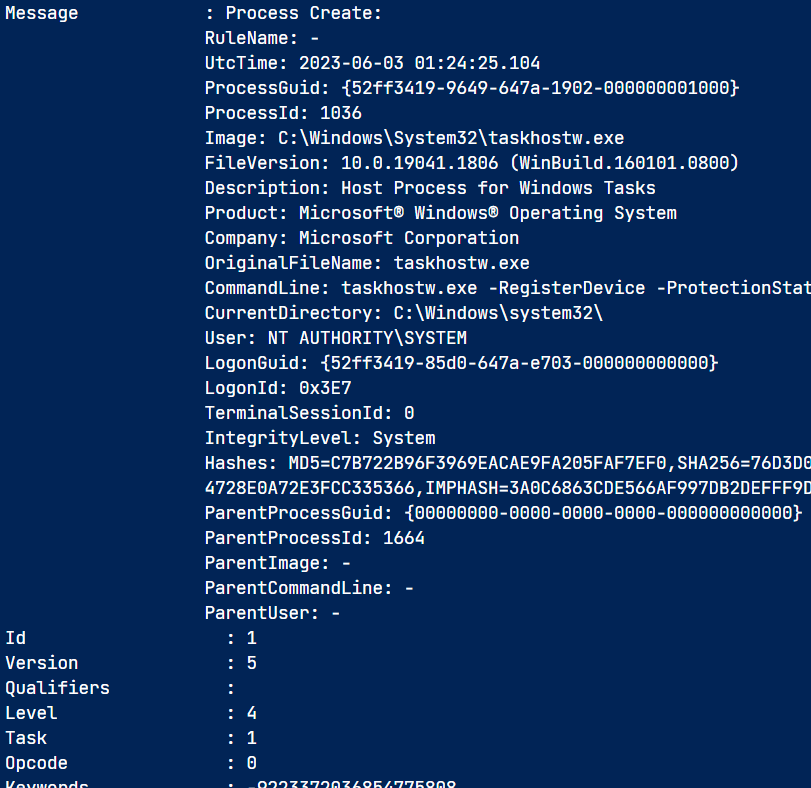 Message : Process Create:
RuleName: -
UtcTime: 2023-06-03 01:24:25.104
ProcessGuid: {52ff3419-9649-647a-1902-000000001000}
ProcessId: 1036
Image: C:\Windows\System32\taskhostw.exe
FileVersion: 10.0.19041.1806 (WinBuild.160101.0800)
Description: Host Process for Windows Tasks
Product: Microsoft® Windows® Operating System
Company: Microsoft Corporation
OriginalFileName: taskhostw.exe
CommandLine: taskhostw.exe -RegisterDevice -ProtectionStat
CurrentDirectory: C:\Windows\system32\
User: NT AUTHORITY\SYSTEM
LogonGuid: {52ff3419-85d0-647a-e703-000000000000}
LogonId: 0x3E7
TerminalSessionId: 0
IntegrityLevel: System
Hashes: MD5=C7B722B96F3969EACAE9FA205FAF7EF0,SHA256=76D3D0
4728E0A72E3FCC335366,IMPHASH=3A0C6863CDE566AF997DB2DEFFF9D
ParentProcessGuid: {00000000-0000-0000-0000-000000000000}
ParentProcessId: 1664
ParentImage: -
ParentCommandLine: -
ParentUser: -
Id : 1
Version : 5
Qualifiers :
Level : 4
Task : 1
Opcode : 0
Keywords : -9223372036854775808